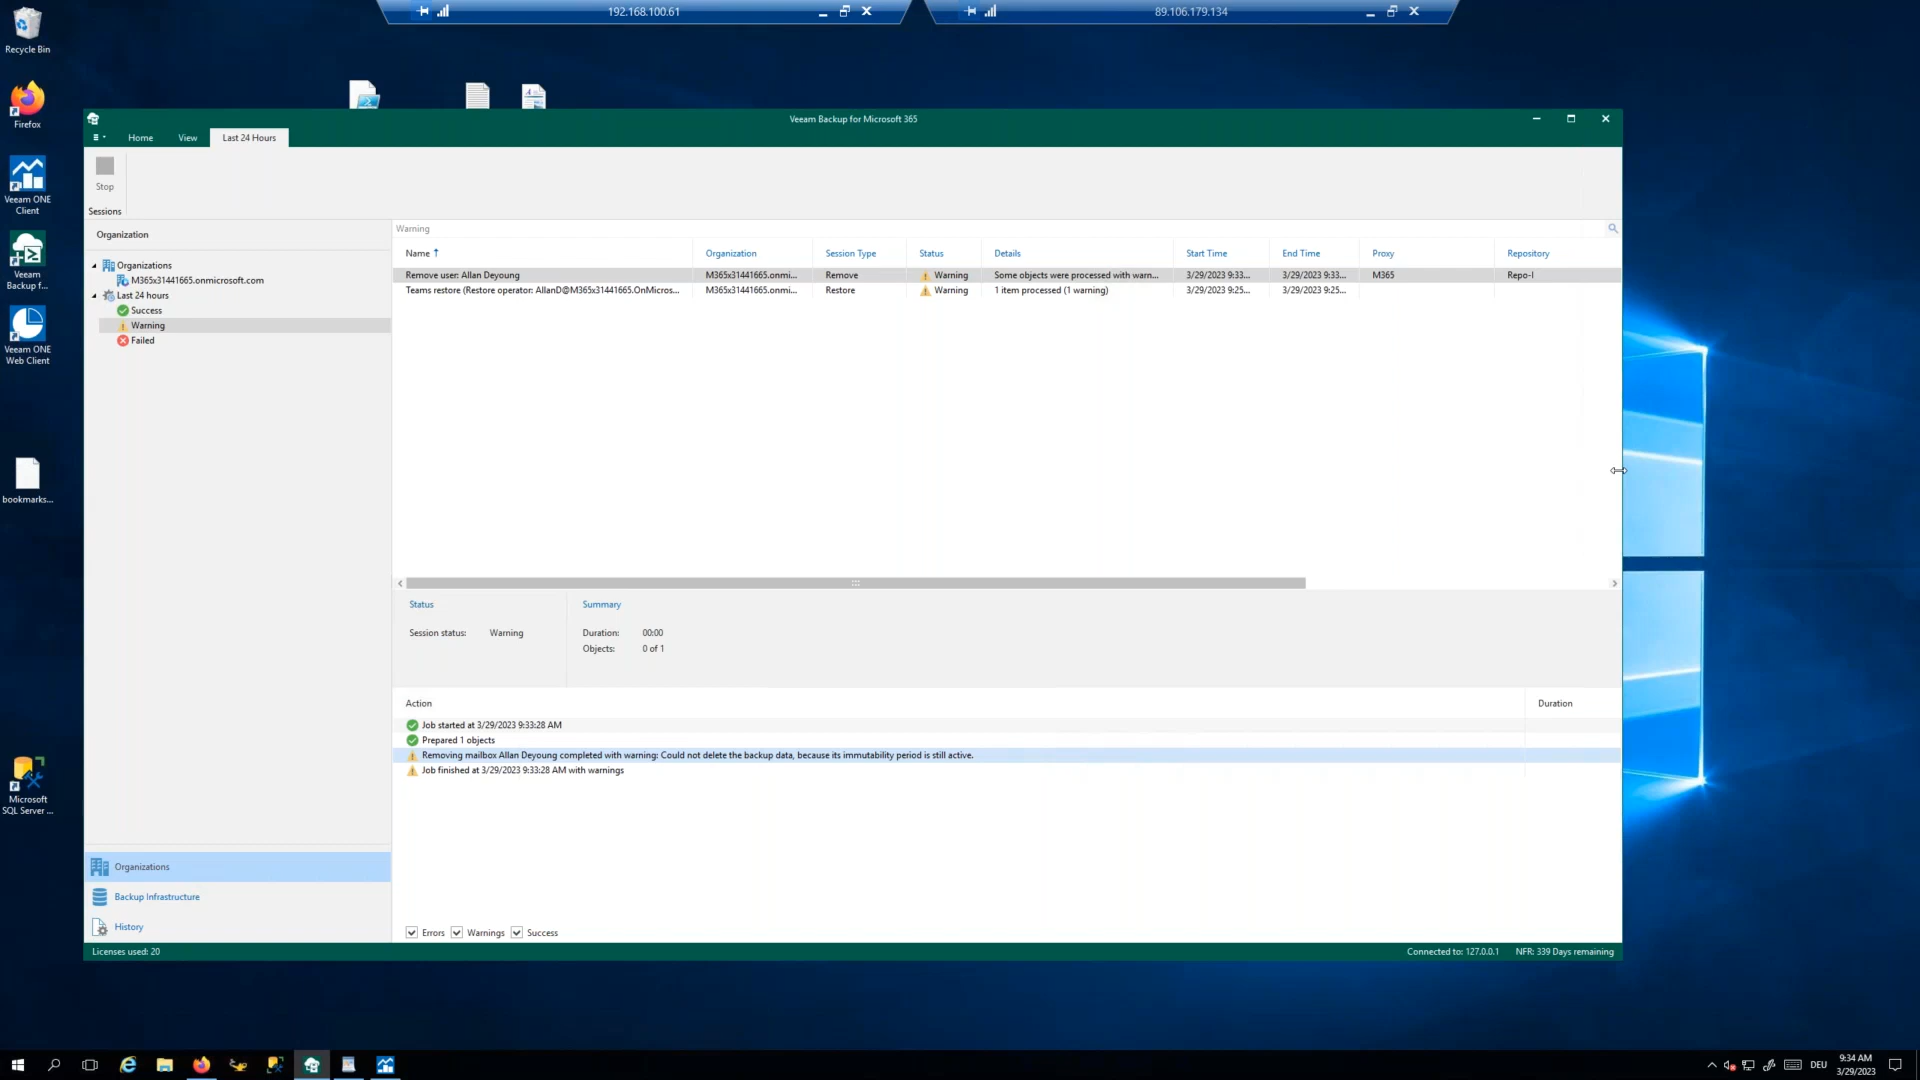 192.168.100.61
89.106.179.134
Recycle Bin
Firefox
Veeam ONE
Client
Veeam
Backup f...
Veeam ONE
Web Client
bookmarks...
Microsoft
SQL Server ...
Veeam Backup for Microsoft 365
Home View Last 24 Hours
Stop
Sessions
Organization
Organizations
M365x31441665.onmicrosoft.com
Last 24 hours
Success
Warning
Failed
Warning
Name Organization Session Type Status Details Start Time End Time Proxy Repository
Remove user: Allan Deyoung M365x31441665.onmi... Remove Warning Some objects were processed with warn... 3/29/2023 9:33... 3/29/2023 9:33... M365 Repo-I
Teams restore (Restore operator: AllanD@M365x31441665.OnMicros... M365x31441665.onmi... Restore Warning 1 item processed (1 warning) 3/29/2023 9:25... 3/29/2023 9:25...
Status Summary
Session status: Warning Duration: 00:00
Objects: 0 of 1
Action Duration
Job started at 3/29/2023 9:33:28 AM
Prepared 1 objects
Removing mailbox Allan Deyoung completed with warning: Could not delete the backup data, because its immutability period is still active.
Job finished at 3/29/2023 9:33:28 AM with warnings
Organizations
Backup Infrastructure
History
Errors Warnings Success
Licenses used: 20 Connected to: 127.0.0.1 NFR: 339 Days remaining
DEU
9:34 AM
3/29/2023